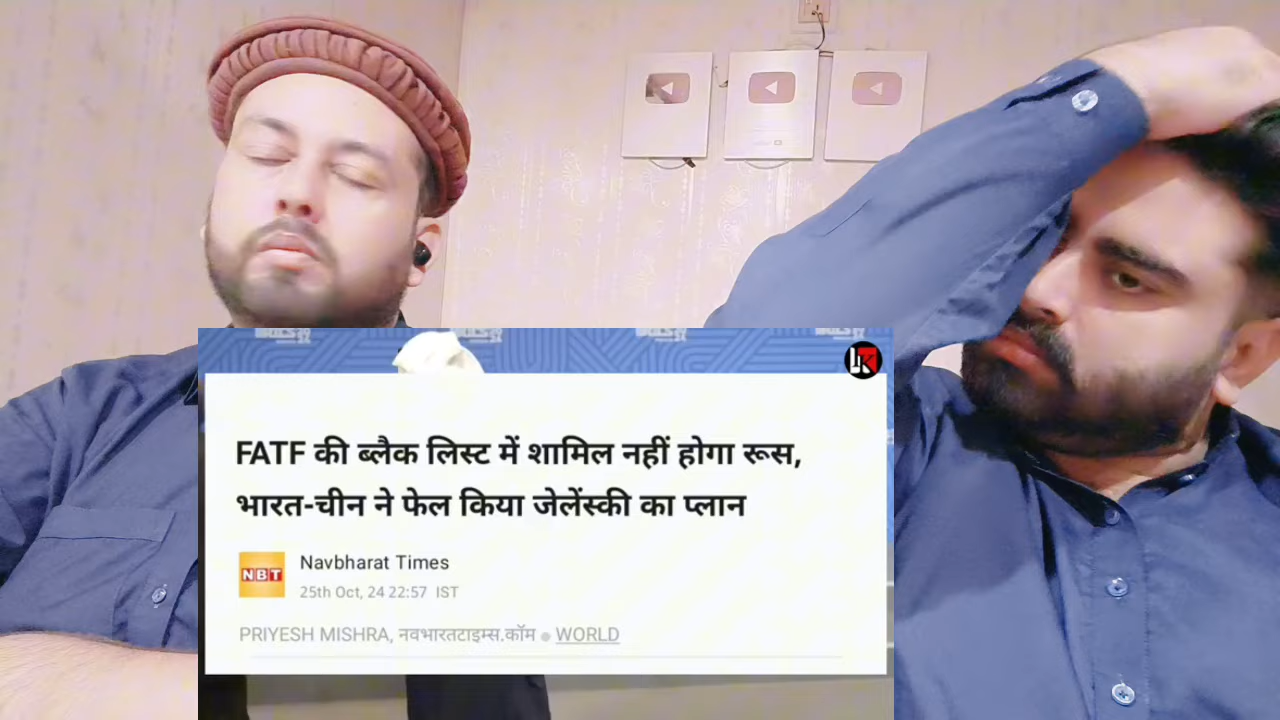 FATF की ब्लैक लिस्ट में शामिल नहीं होगा रूस,
भारत-चीन ने फेल किया जेलेंस्की का प्लान
NBT
Navbharat Times
25th Oct, 24 22:57 IST
PRIYESH MISHRA, नवभारतटाइम्स.कॉम ● WORLD